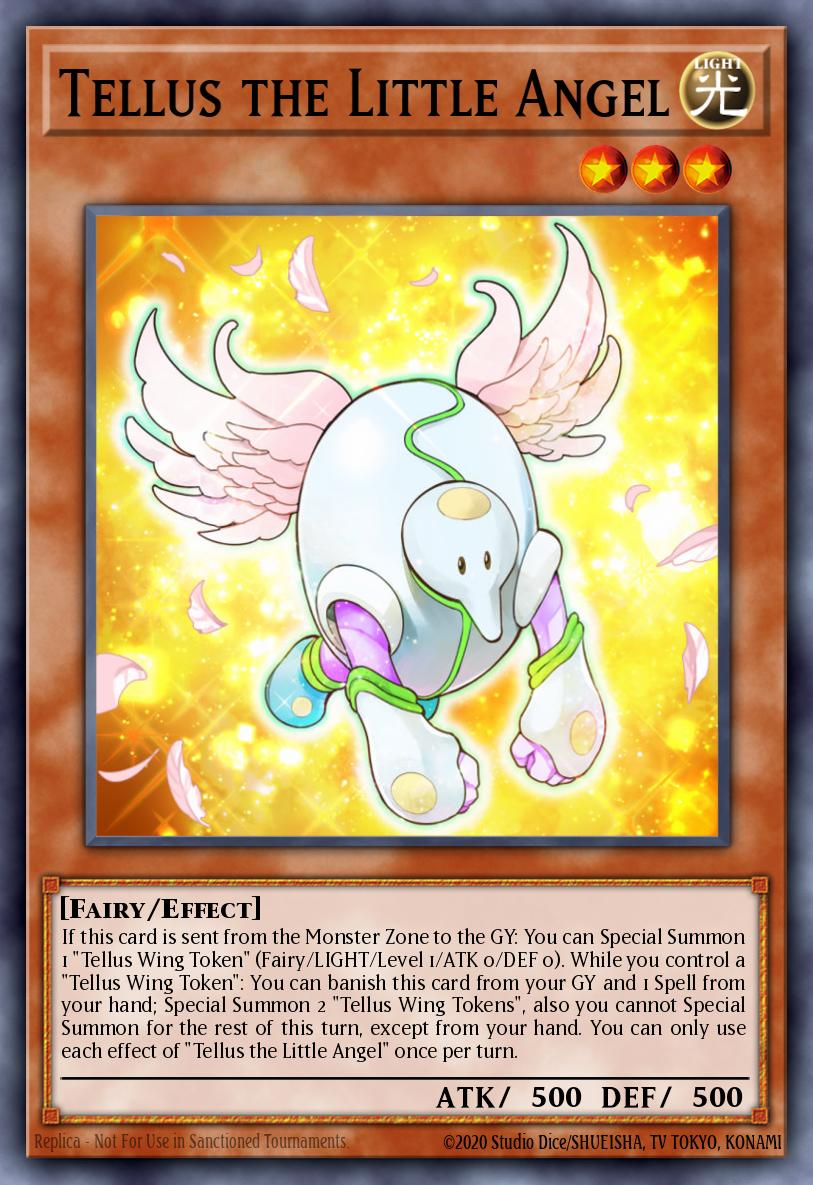 Tellus the Little Angel
LIGHT
光
[Fairy/Effect]
If this card is sent from the Monster Zone to the GY: You can Special Summon
1 "Tellus Wing Token" (Fairy/LIGHT/Level 1/ATK 0/DEF 0). While you control a
"Tellus Wing Token": You can banish this card from your GY and 1 Spell from
your hand; Special Summon 2 "Tellus Wing Tokens", also you cannot Special
Summon for the rest of this turn, except from your hand. You can only use
each effect of "Tellus the Little Angel" once per turn.
ATK/ 500 DEF/ 500
Replica - Not For Use in Sanctioned Tournaments.
©2020 Studio Dice/SHUEISHA, TV TOKYO, KONAMI